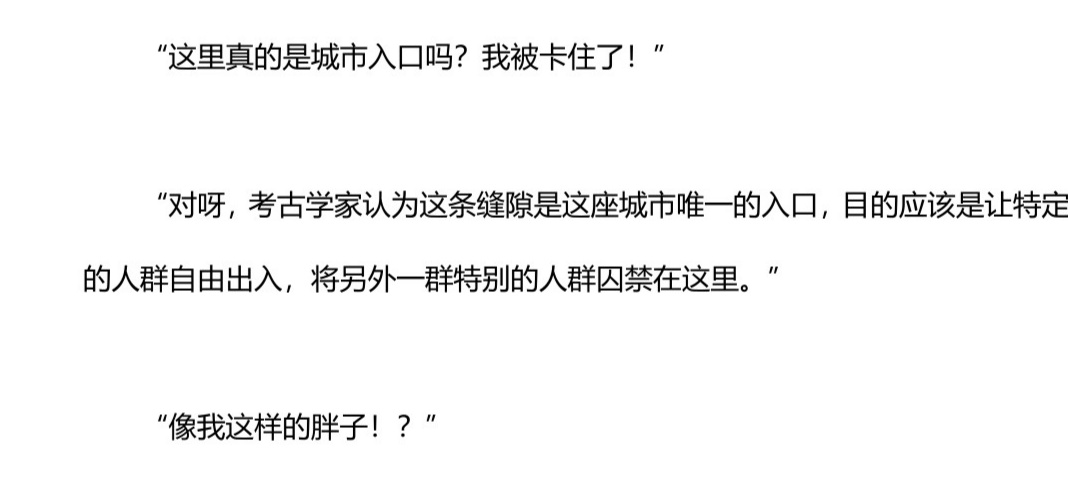 “这里真的是城市入口吗？我被卡住了！”
“对呀，考古学家认为这条缝隙是这座城市唯一的入口，目的应该是让特定
的人群自由出入，将另外一群特别的人群囚禁在这里。”
“像我这样的胖子！？”